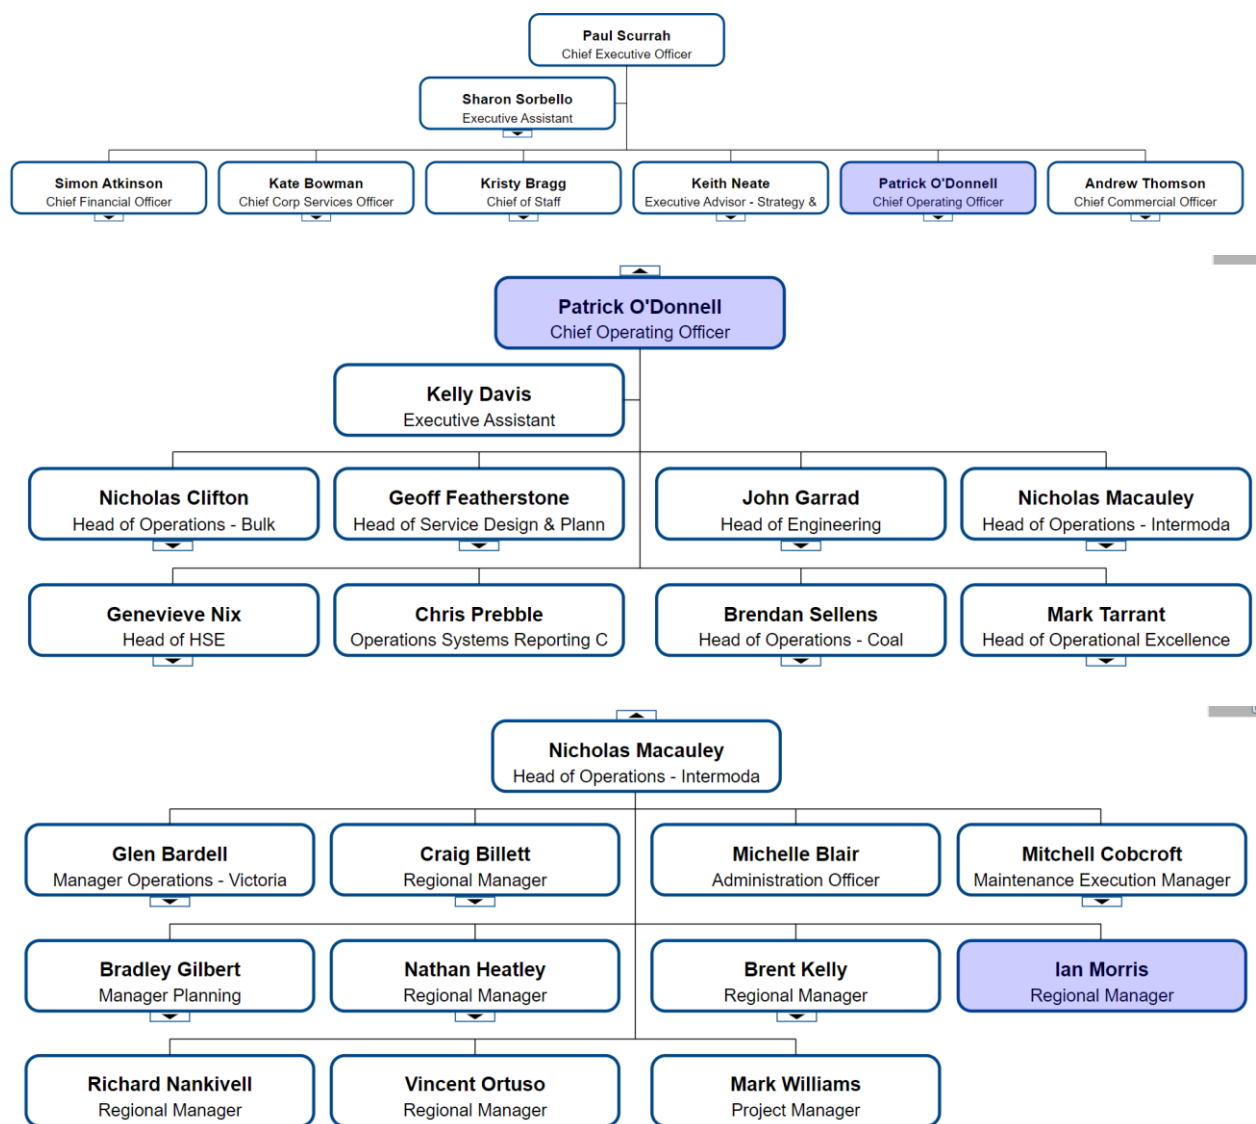 Paul Scurrah
Chief Executive Officer
Sharon Sorbello
Executive Assistant
Simon Atkinson
Chief Financial Officer
Kate Bowman
Chief Corp Services Officer
Kristy Bragg
Chief of Staff
Keith Neate
Executive Advisor - Strategy &
Patrick O'Donnell
Chief Operating Officer
Andrew Thomson
Chief Commercial Officer
Patrick O'Donnell
Chief Operating Officer
Kelly Davis
Executive Assistant
Nicholas Clifton
Head of Operations - Bulk
Geoff Featherstone
Head of Service Design & Plann
John Garrad
Head of Engineering
Nicholas Macauley
Head of Operations - Intermoda
Genevieve Nix
Head of HSE
Chris Prebble
Operations Systems Reporting C
Brendan Sellens
Head of Operations - Coal
Mark Tarrant
Head of Operational Excellence
Nicholas Macauley
Head of Operations - Intermoda
Glen Bardell
Manager Operations - Victoria
Craig Billett
Regional Manager
Michelle Blair
Administration Officer
Mitchell Cobcroft
Maintenance Execution Manager
Bradley Gilbert
Manager Planning
Nathan Heatley
Regional Manager
Brent Kelly
Regional Manager
Ian Morris
Regional Manager
Richard Nankivell
Regional Manager
Vincent Ortuso
Regional Manager
Mark Williams
Project Manager